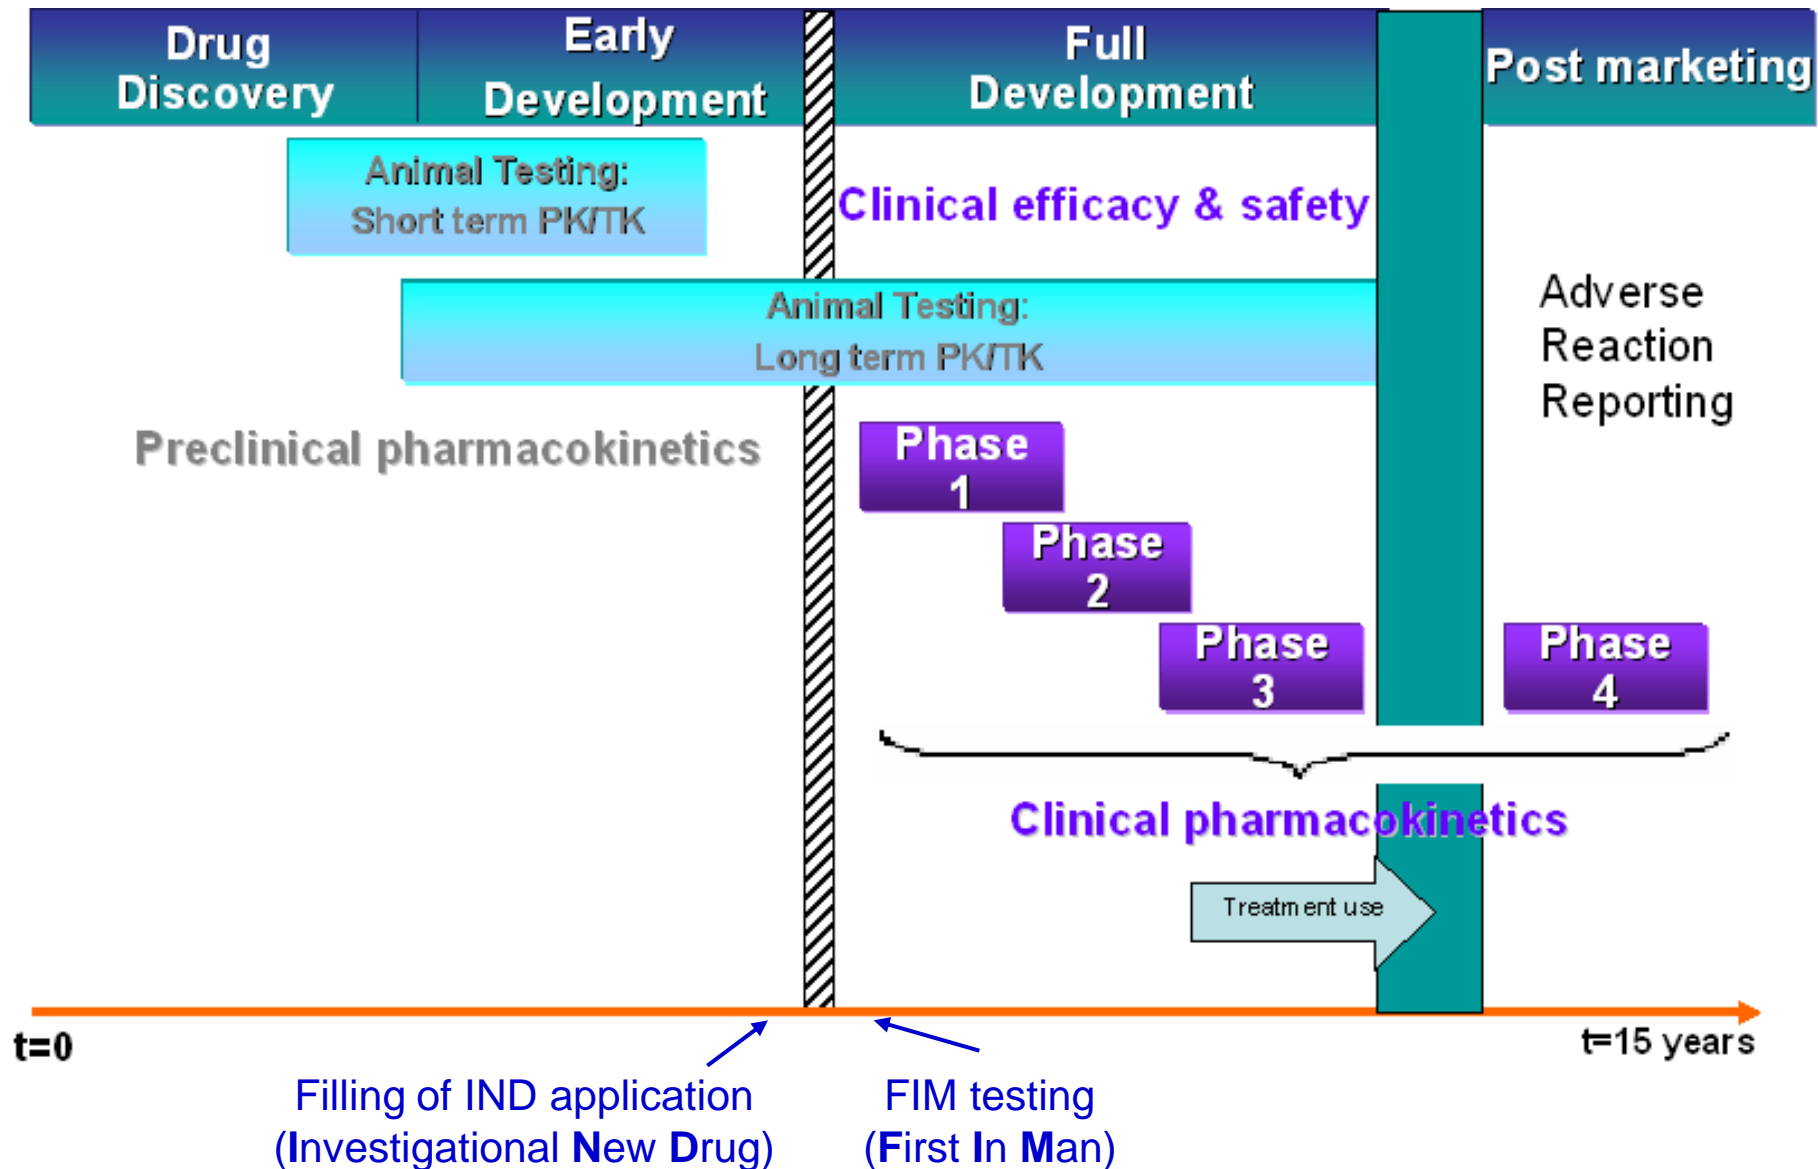 Drug
Discovery
Early
Development
Full
Development
Post marketing
Animal Testing:
Short term PK/TK
Clinical efficacy & safety
Animal Testing:
Long term PK/TK
Adverse
Reaction
Reporting
Preclinical pharmacokinetics
Phase
1
Phase
2
Phase
3
Phase
4
Clinical pharmacokinetics
Treatment use
t=0
t=15 years
Filling of IND application
(Investigational New Drug)
FIM testing
(First In Man)